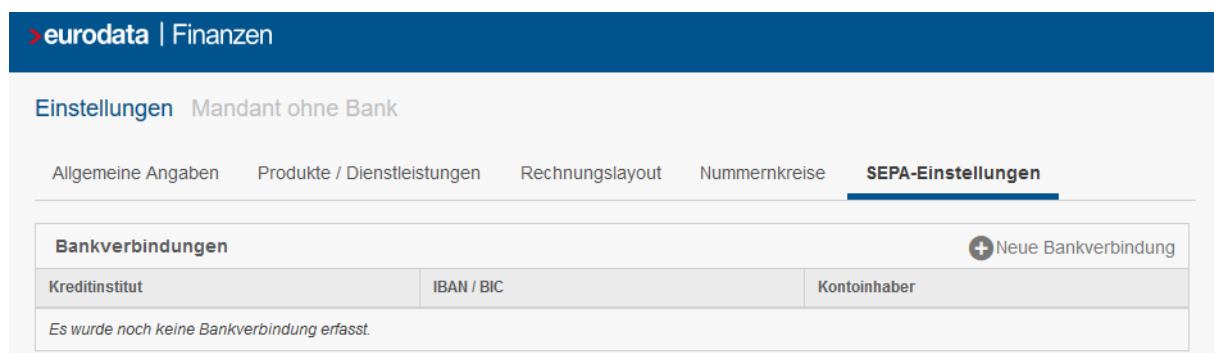 >eurodata | Finanzen
Einstellungen Mandant ohne Bank
Allgemeine Angaben Produkte / Dienstleistungen Rechnungslayout Nummernkreise SEPA-Einstellungen
Bankverbindungen Neue Bankverbindung
Kreditinstitut IBAN / BIC Kontoinhaber
Es wurde noch keine Bankverbindung erfasst.